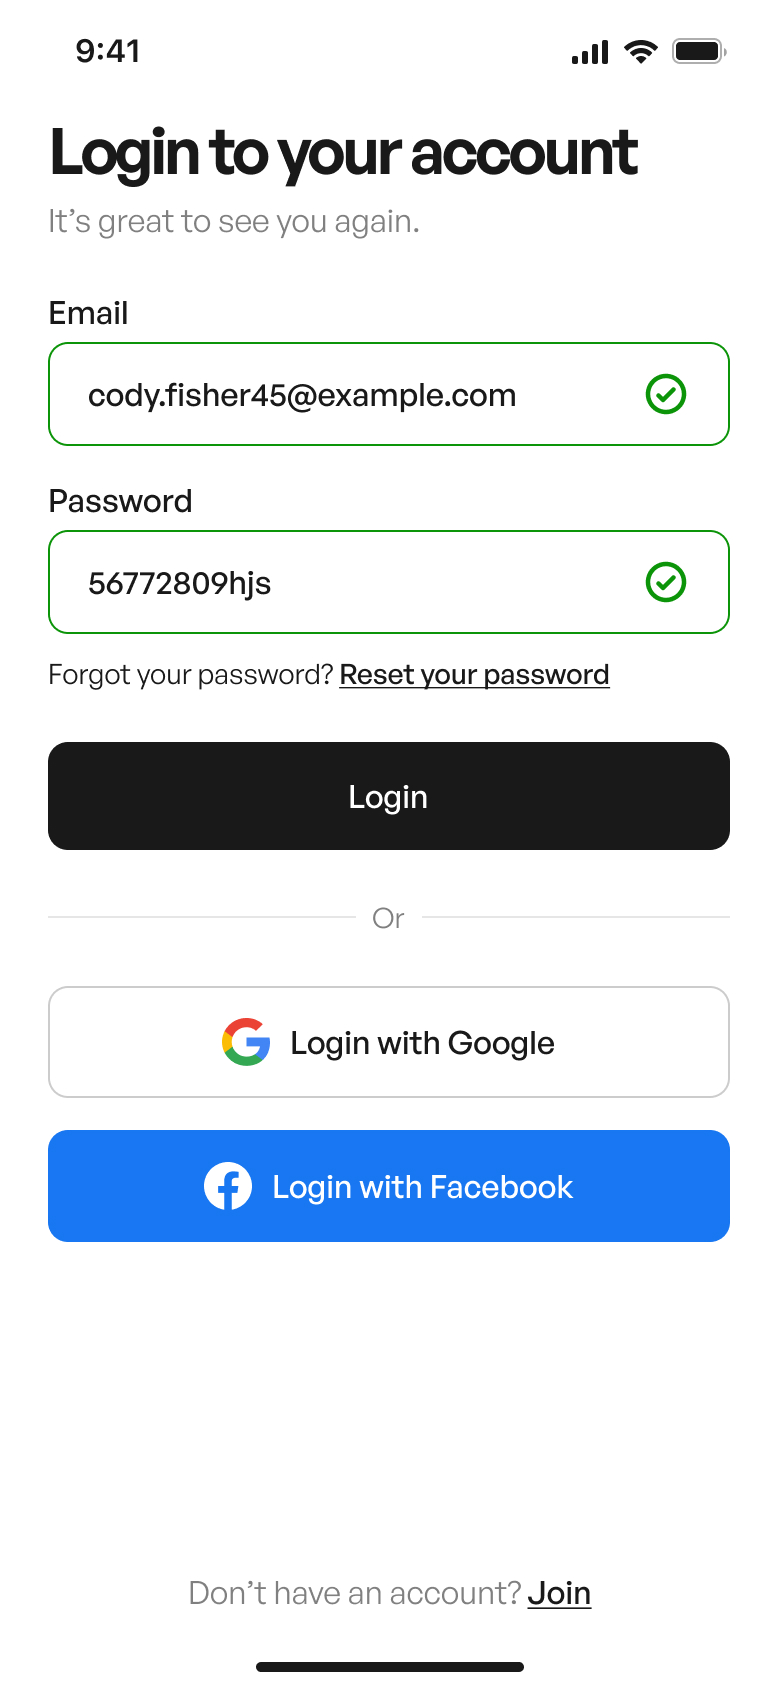 9:41
Login to your account
It’s great to see you again.
Email
cody.fisher45@example.com
Password
56772809hjs
Forgot your password? Reset your password
Login
Or
Login with Google
Login with Facebook
Don’t have an account? Join